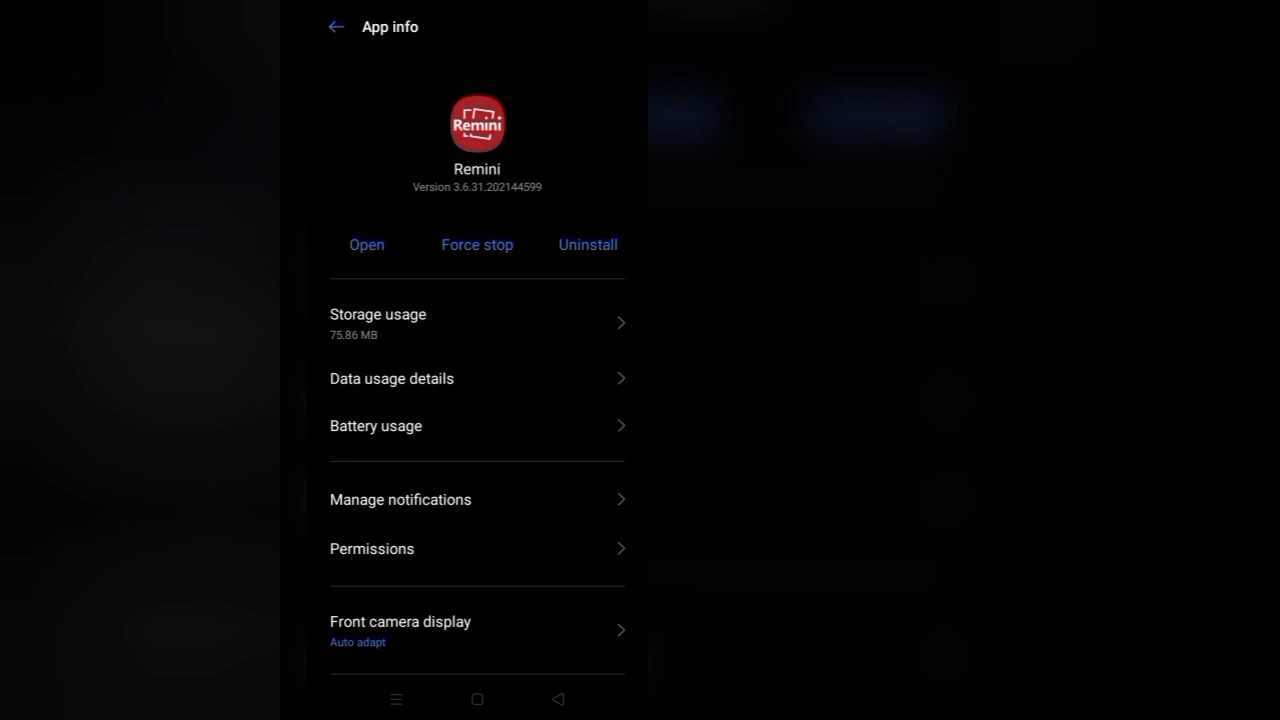 App info
Remini
Remini
Version 3.6.31.202144599
Open Force stop Uninstall
Storage usage
75.86 MB
Data usage details
Battery usage
Manage notifications
Permissions
Front camera display
Auto adapt